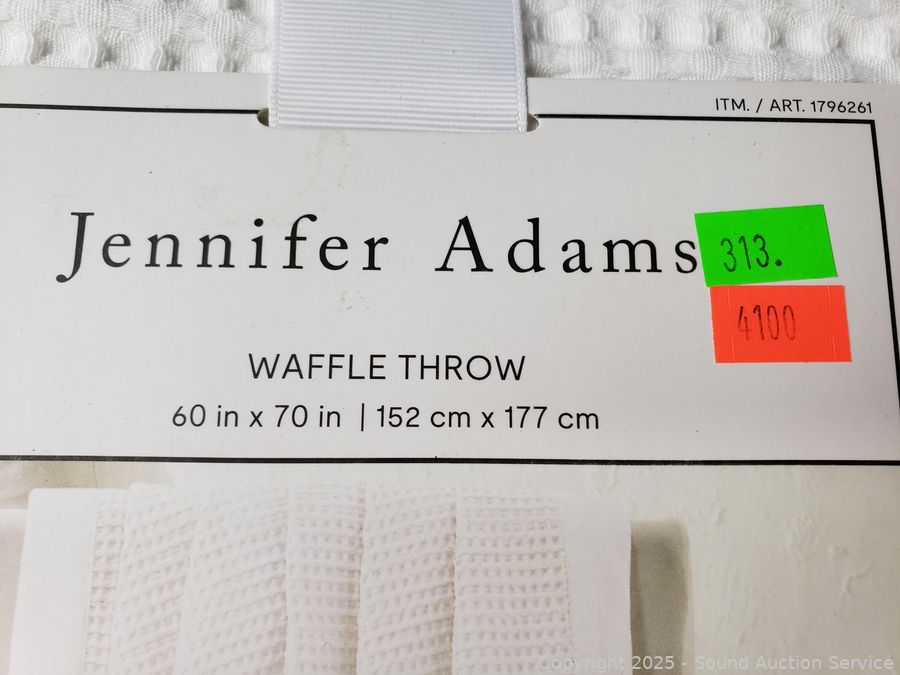 ITM. / ART. 1796261
Jennifer Adams
313.
4100
WAFFLE THROW
60 in x 70 in | 152 cm x 177 cm
Copyright 2025 - Sound Auction Service